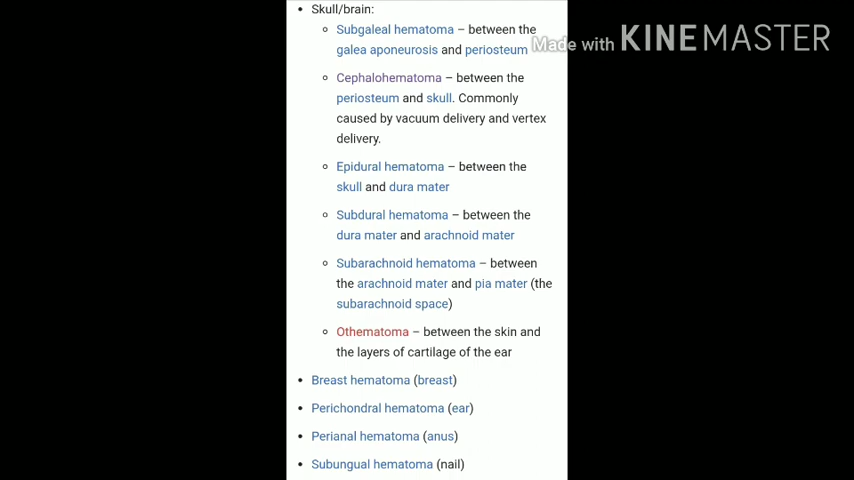 Skull/brain:
Subgaleal hematoma – between the
galea aponeurosis and periosteum
Made with KINEMASTER
Cephalohematoma – between the
periosteum and skull. Commonly
caused by vacuum delivery and vertex
delivery.
Epidural hematoma – between the
skull and dura mater
Subdural hematoma – between the
dura mater and arachnoid mater
Subarachnoid hematoma – between
the arachnoid mater and pia mater (the
subarachnoid space)
Othematoma – between the skin and
the layers of cartilage of the ear
Breast hematoma (breast)
Perichondral hematoma (ear)
Perianal hematoma (anus)
Subungual hematoma (nail)